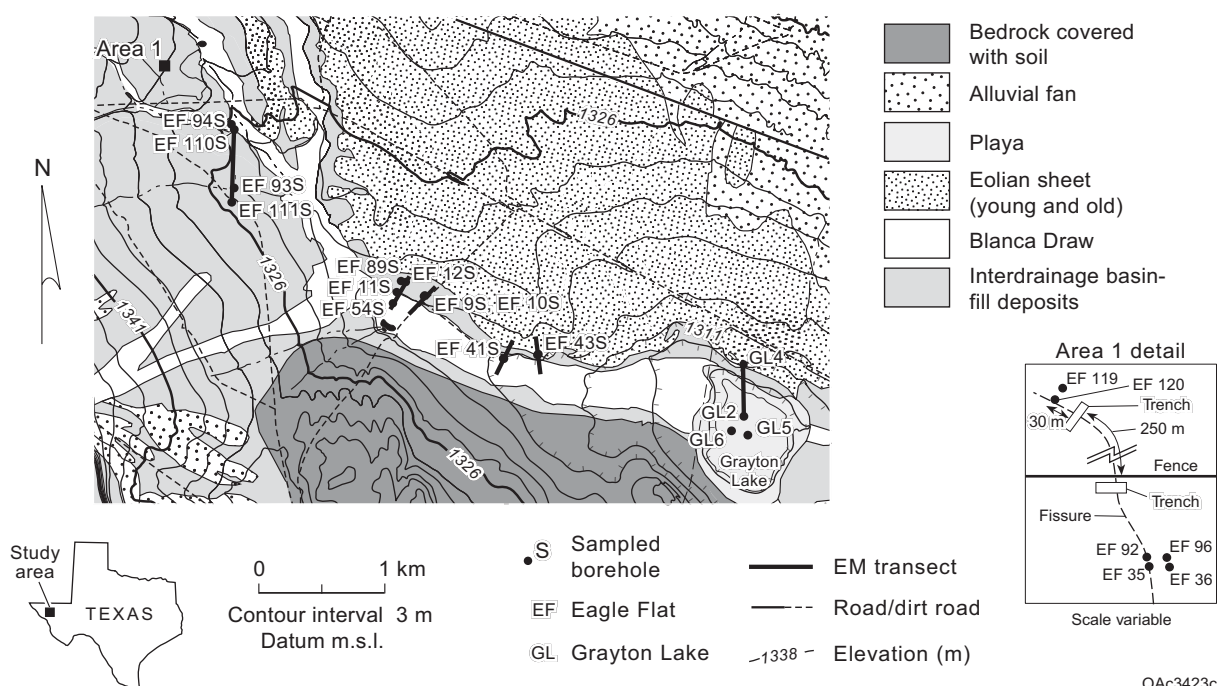 Area 1
EF 94S
EF 110S
EF 93S
EF 111S
1326
1326
1341
EF 89S
EF 12S
EF 11S
EF 9S
EF 10S
EF 54S
EF 41S
EF 43S
1311
GL4
GL2
GL5
GL6
Grayton
Lake
1326
N
Bedrock covered
with soil
Alluvial fan
Playa
Eolian sheet
(young and old)
Blanca Draw
Interdrainage basin-
fill deposits
Area 1 detail
EF 119
EF 120
Trench
30 m
250 m
Fence
Trench
Fissure
EF 92
EF 96
EF 35
EF 36
Scale variable
Study
area
TEXAS
0 1 km
Contour interval 3 m
Datum m.s.l.
S Sampled
borehole
EF Eagle Flat
GL Grayton Lake
EM transect
Road/dirt road
1338 Elevation (m)
QAc3423c